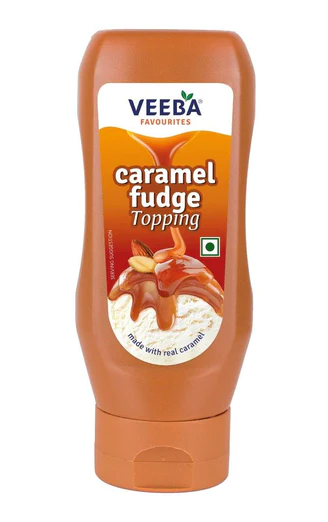 VEEBA®
FAVOURITES
caramel
fudge
Topping
SERVING SUGGESTION
made with real caramel